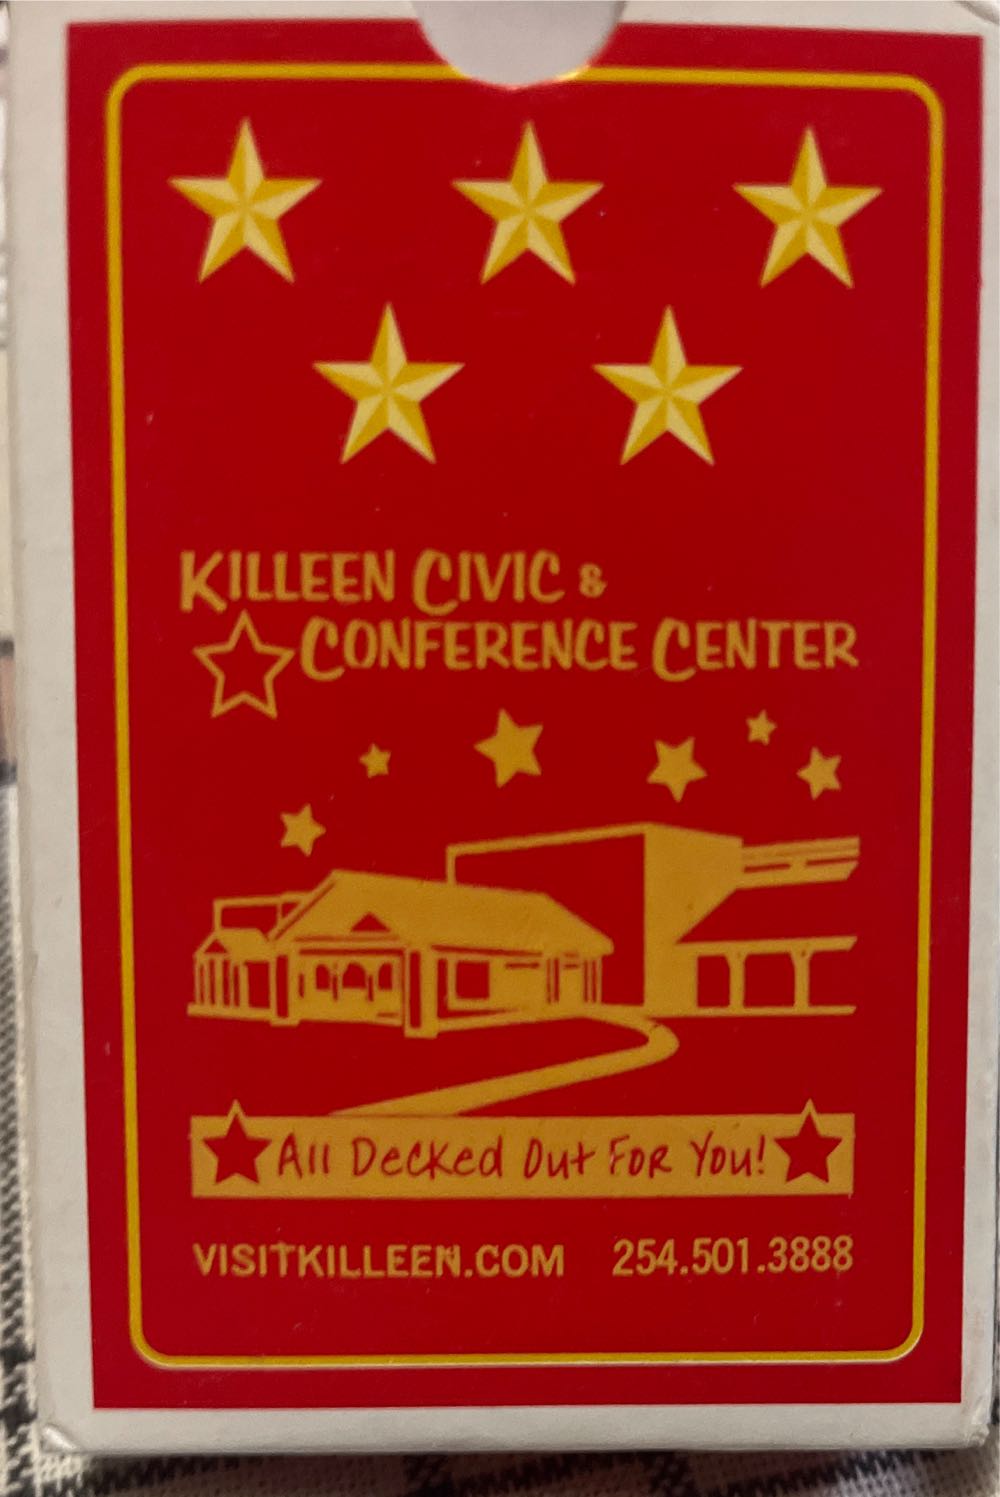 KILLEEN CIVIC &
CONFERENCE CENTER
All Decked Out For You!
VISITKILLEEN.COM 254.501.3888